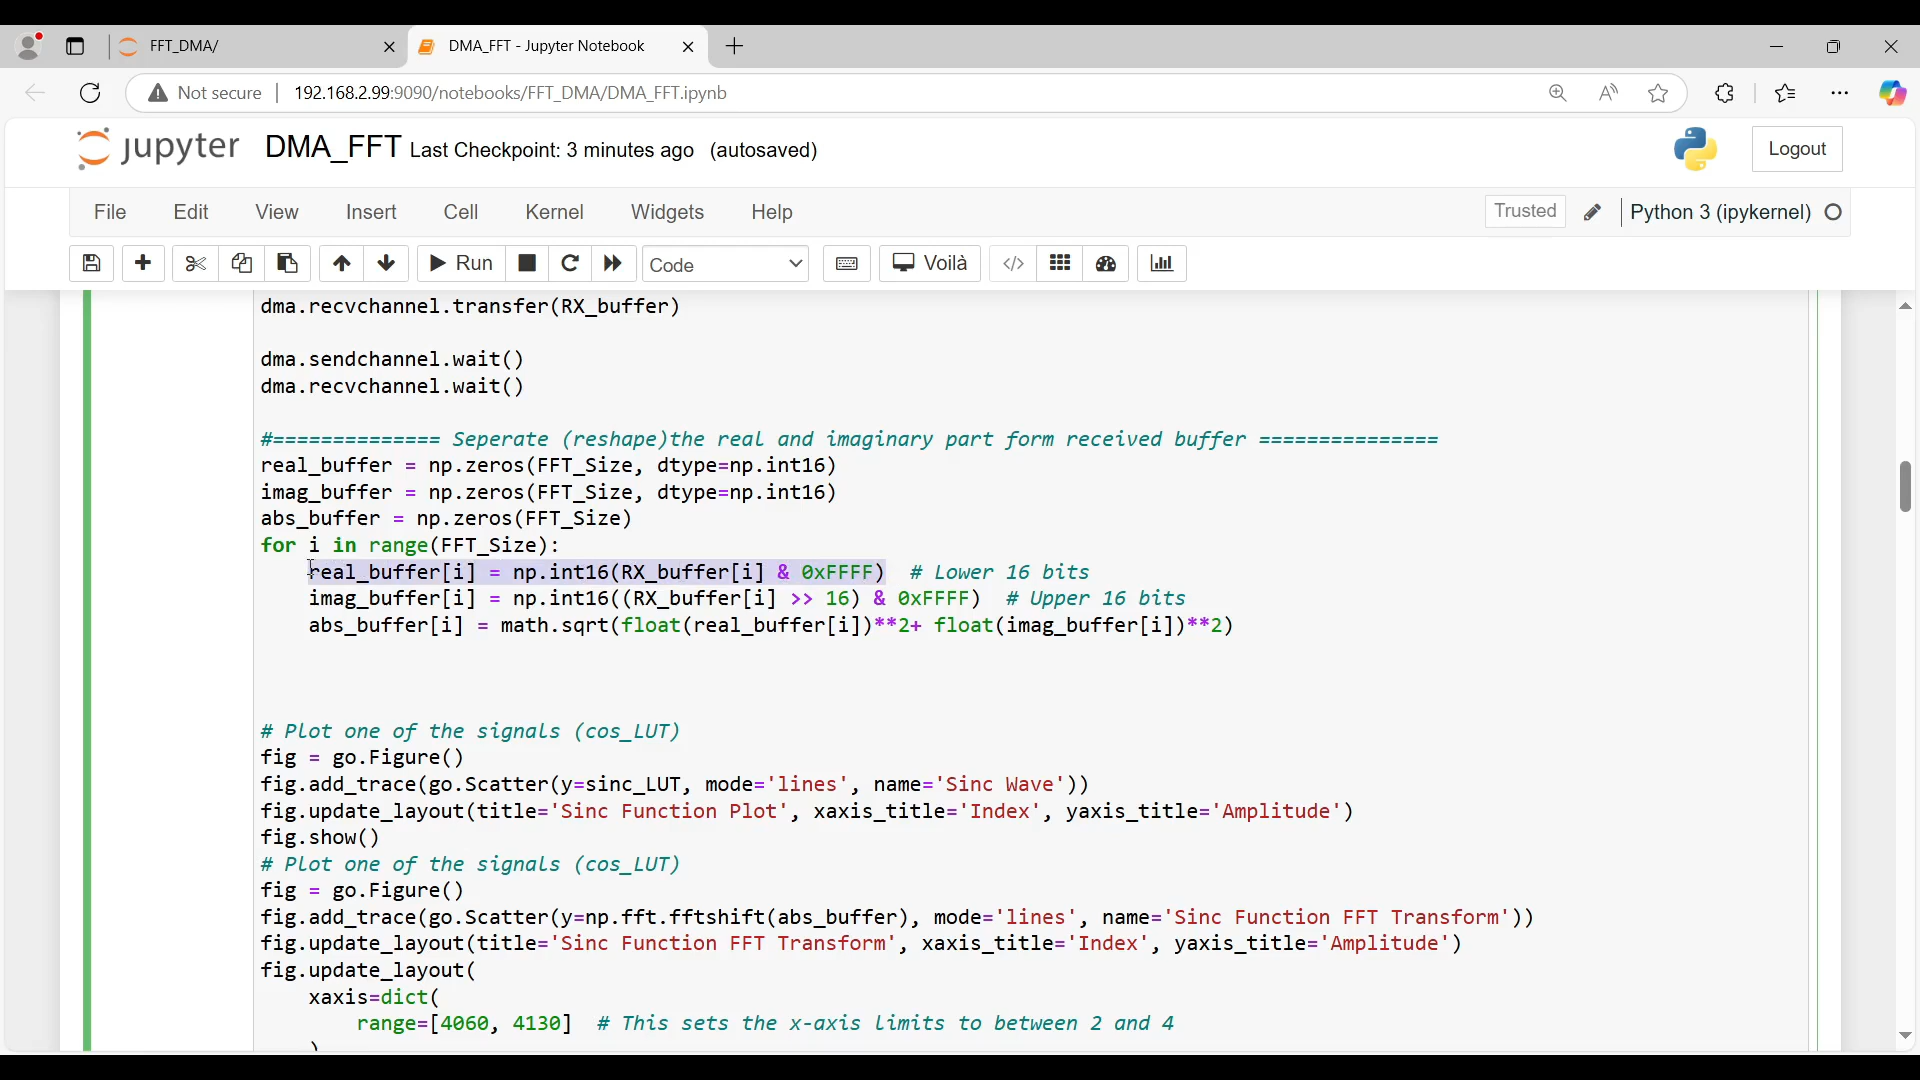 FFT_DMA/
DMA_FFT - Jupyter Notebook
Not secure
192.168.2.99:9090/notebooks/FFT_DMA/DMA_FFT.ipynb
jupyter DMA_FFT Last Checkpoint: 3 minutes ago (autosaved)
Logout
File Edit View Insert Cell Kernel Widgets Help
Trusted
Python 3 (ipykernel)
Run
Code
Voilà
dma.recvchannel.transfer(RX_buffer)
dma.sendchannel.wait()
dma.recvchannel.wait()
#============== Seperate (reshape)the real and imaginary part form received buffer ===============
real_buffer = np.zeros(FFT_Size, dtype=np.int16)
imag_buffer = np.zeros(FFT_Size, dtype=np.int16)
abs_buffer = np.zeros(FFT_Size)
for i in range(FFT_Size):
    real_buffer[i] = np.int16(RX_buffer[i] & 0xFFFF)  # Lower 16 bits
    imag_buffer[i] = np.int16((RX_buffer[i] >> 16) & 0xFFFF)  # Upper 16 bits
    abs_buffer[i] = math.sqrt(float(real_buffer[i])**2+ float(imag_buffer[i])**2)
# Plot one of the signals (cos_LUT)
fig = go.Figure()
fig.add_trace(go.Scatter(y=sinc_LUT, mode='lines', name='Sinc Wave'))
fig.update_layout(title='Sinc Function Plot', xaxis_title='Index', yaxis_title='Amplitude')
fig.show()
# Plot one of the signals (cos_LUT)
fig = go.Figure()
fig.add_trace(go.Scatter(y=np.fft.fftshift(abs_buffer), mode='lines', name='Sinc Function FFT Transform'))
fig.update_layout(title='Sinc Function FFT Transform', xaxis_title='Index', yaxis_title='Amplitude')
fig.update_layout(
    xaxis=dict(
        range=[4060, 4130]  # This sets the x-axis limits to between 2 and 4
    )